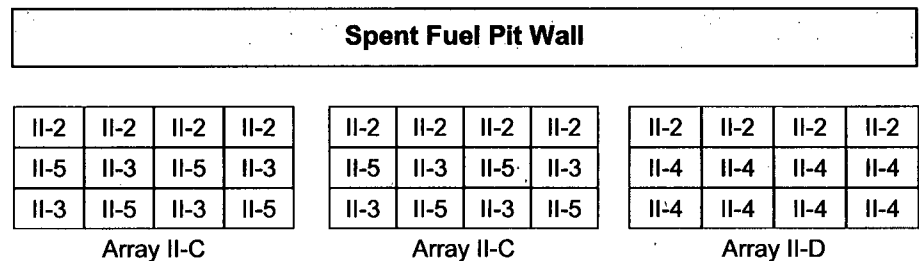 Spent Fuel Pit Wall
II-2 II-2 II-2 II-2 II-2 II-2 II-2 II-2 II-2 II-2 II-2 II-2
II-5 II-3 II-5 II-3 II-5 II-3 II-5 II-3 II-4 II-4 II-4 II-4
II-3 II-5 II-3 II-5 II-3 II-5 II-3 II-5 II-4 II-4 II-4 II-4
Array II-C Array II-C Array II-D